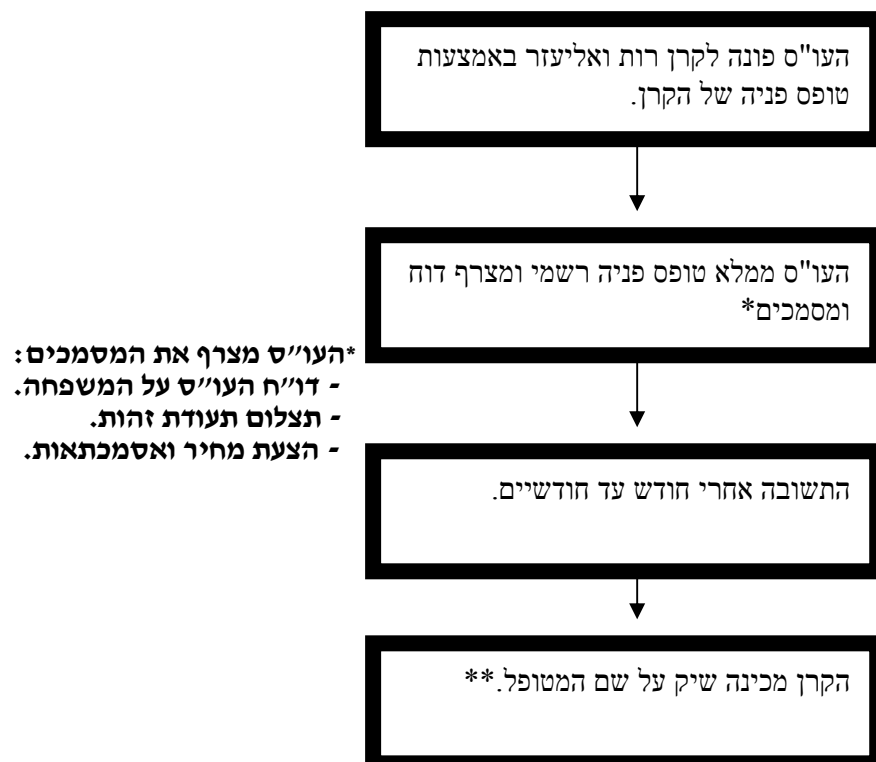 העו"ס פונה לקרן רות ואליעזר באמצעות
טופס פניה של הקרן.
העו"ס ממלא טופס פניה רשמי ומצרף דוח
ומסמכים*
*העו״ס מצרף את המסמכים:
- דו״ח העו״ס על המשפחה.
- תצלום תעודת זהות.
- הצעת מחיר ואסמכתאות.
התשובה אחרי חודש עד חודשיים.
הקרן מכינה שיק על שם המטופל.**